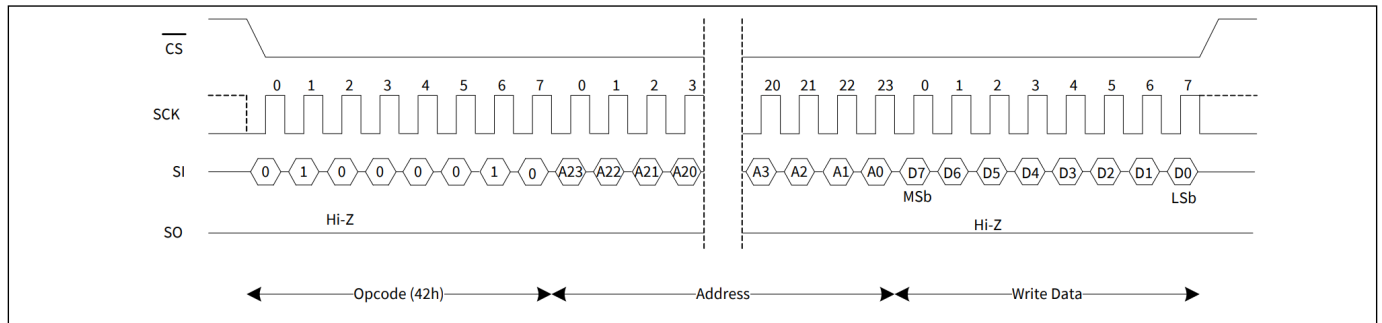 CS
0 1 2 3 4 5 6 7 0 1 2 3 20 21 22 23 0 1 2 3 4 5 6 7
SCK
SI 0 1 0 0 0 0 1 0 A23 A22 A21 A20 A3 A2 A1 A0 D7 D6 D5 D4 D3 D2 D1 D0
MSb LSb
Hi-Z Hi-Z
SO
Opcode (42h) Address Write Data